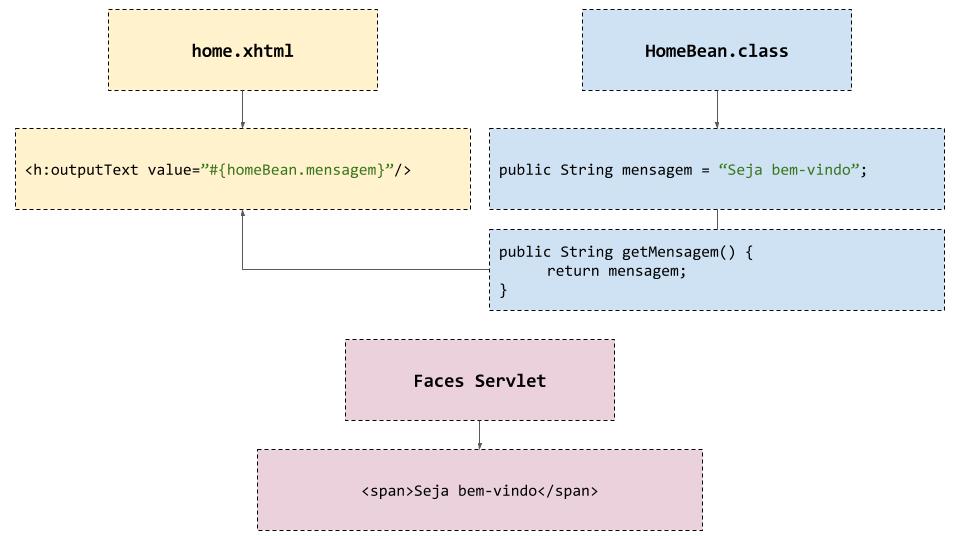 home.xhtml
HomeBean.class
<h:outputText value=”#{homeBean.mensagem}”/>
public String mensagem = “Seja bem-vindo”;
public String getMensagem() {
return mensagem;
}
Faces Servlet
<span>Seja bem-vindo</span>